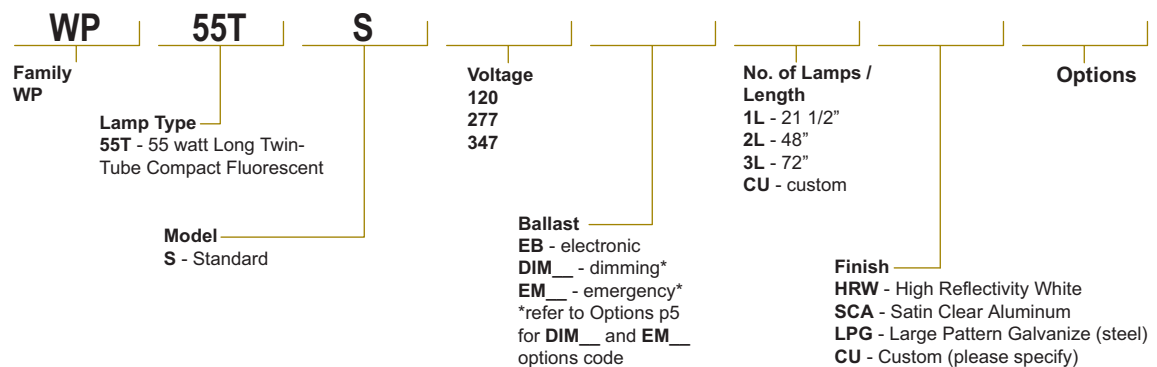 WP 55T S
Family
WP
Lamp Type
55T - 55 watt Long Twin-
Tube Compact Fluorescent
Model
S - Standard
Voltage
120
277
347
Ballast
EB - electronic
DIM__ - dimming*
EM__ - emergency*
*refer to Options p5
for DIM__ and EM__
options code
No. of Lamps /
Length
1L - 21 1/2”
2L - 48”
3L - 72”
CU - custom
Finish
HRW - High Reflectivity White
SCA - Satin Clear Aluminum
LPG - Large Pattern Galvanize (steel)
CU - Custom (please specify)
Options